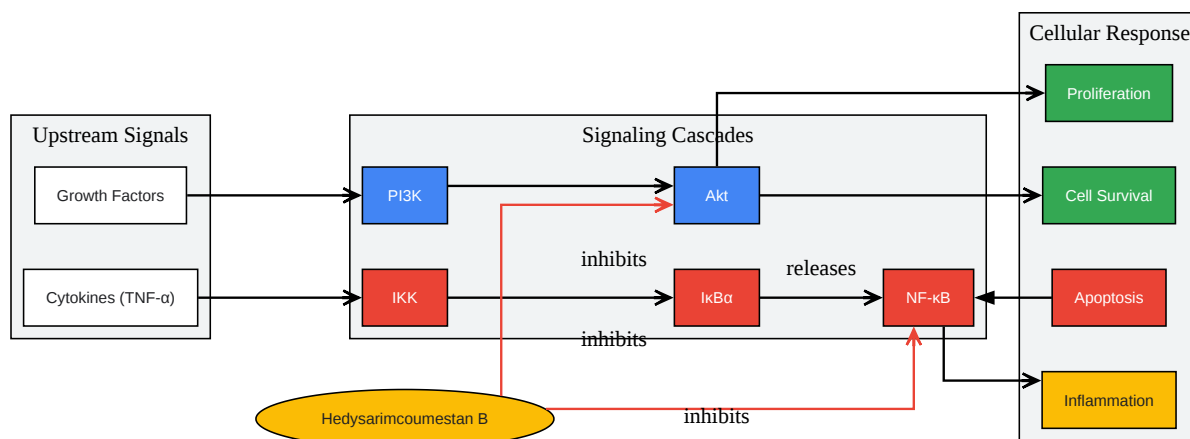 Cellular Response
Proliferation
Upstream Signals
Signaling Cascades
Growth Factors
PI3K
Akt
Cell Survival
inhibits
releases
Cytokines (TNF-α)
IKK
IκBα
NF-κB
Apoptosis
inhibits
Inflammation
Hedysarimcoumestan B
inhibits